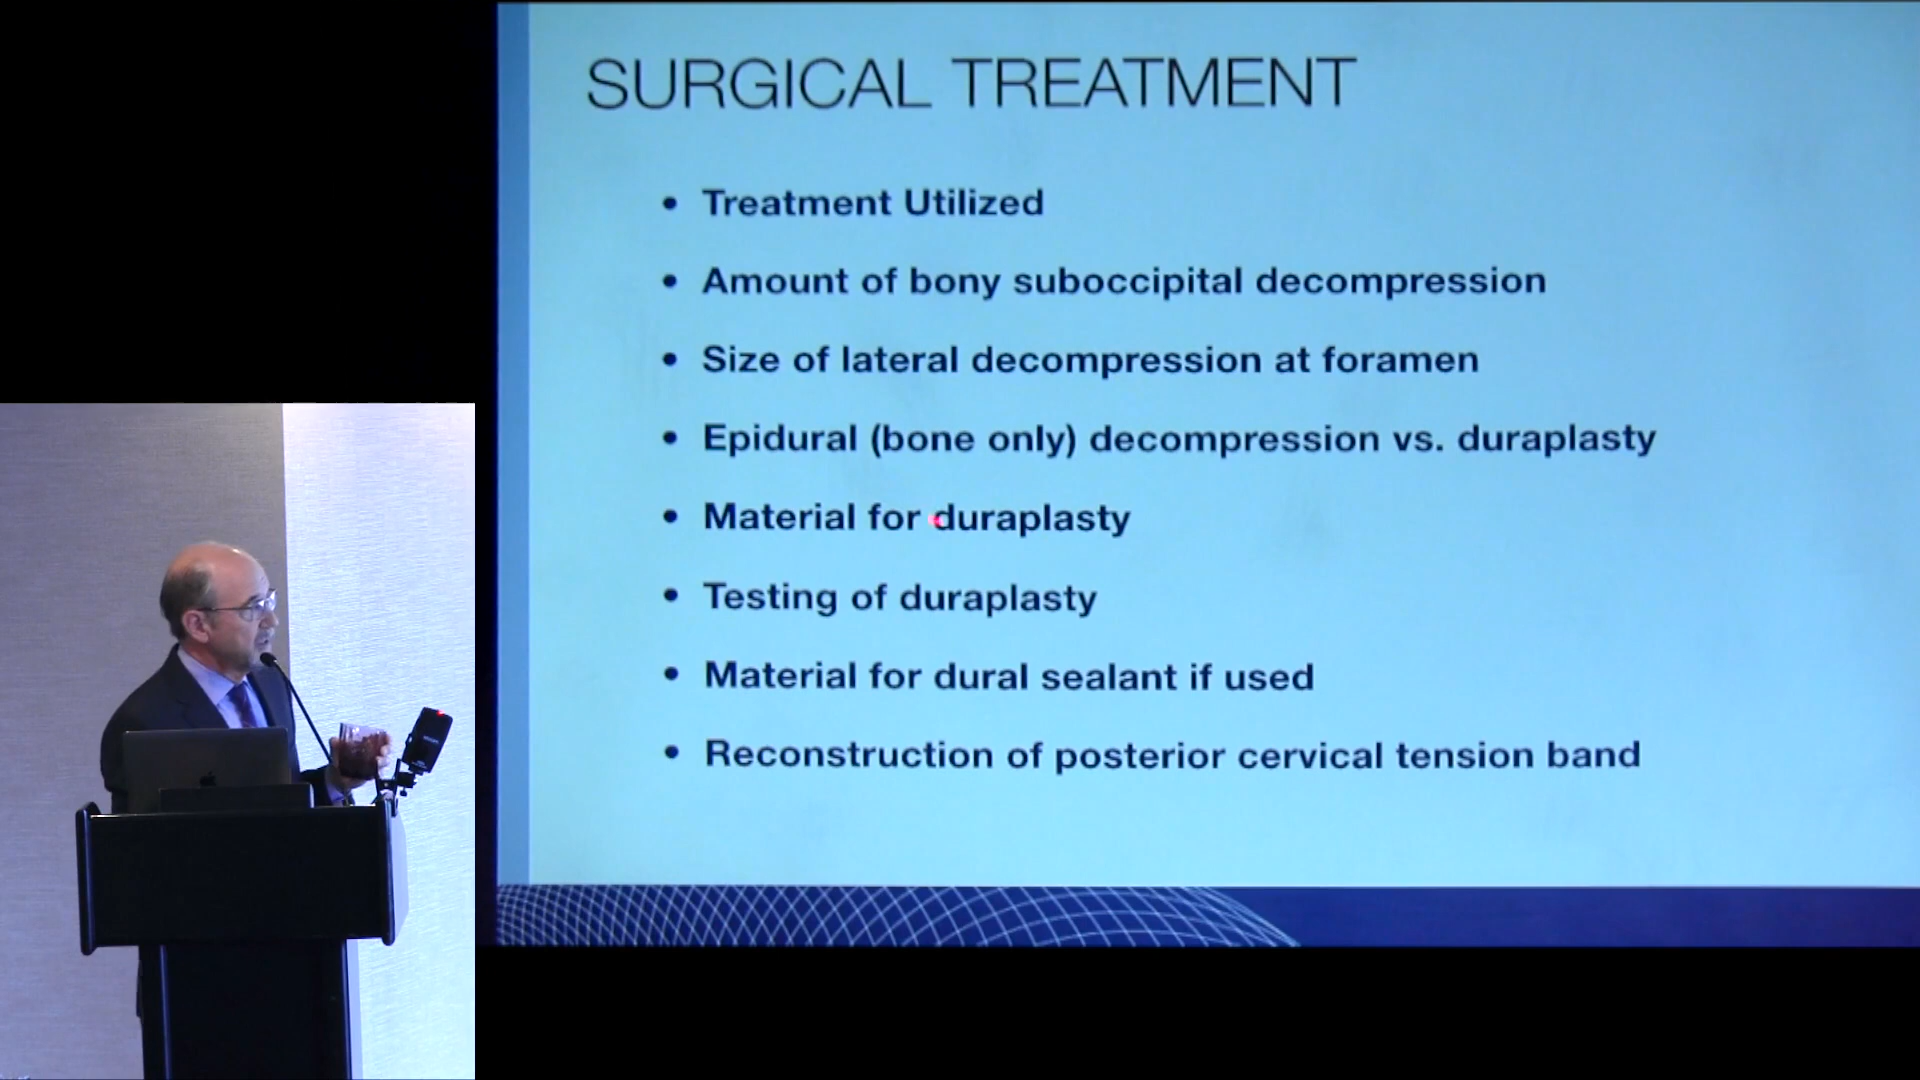 SURGICAL TREATMENT
• Treatment Utilized
• Amount of bony suboccipital decompression
• Size of lateral decompression at foramen
• Epidural (bone only) decompression vs. duraplasty
• Material for duraplasty
• Testing of duraplasty
• Material for dural sealant if used
• Reconstruction of posterior cervical tension band